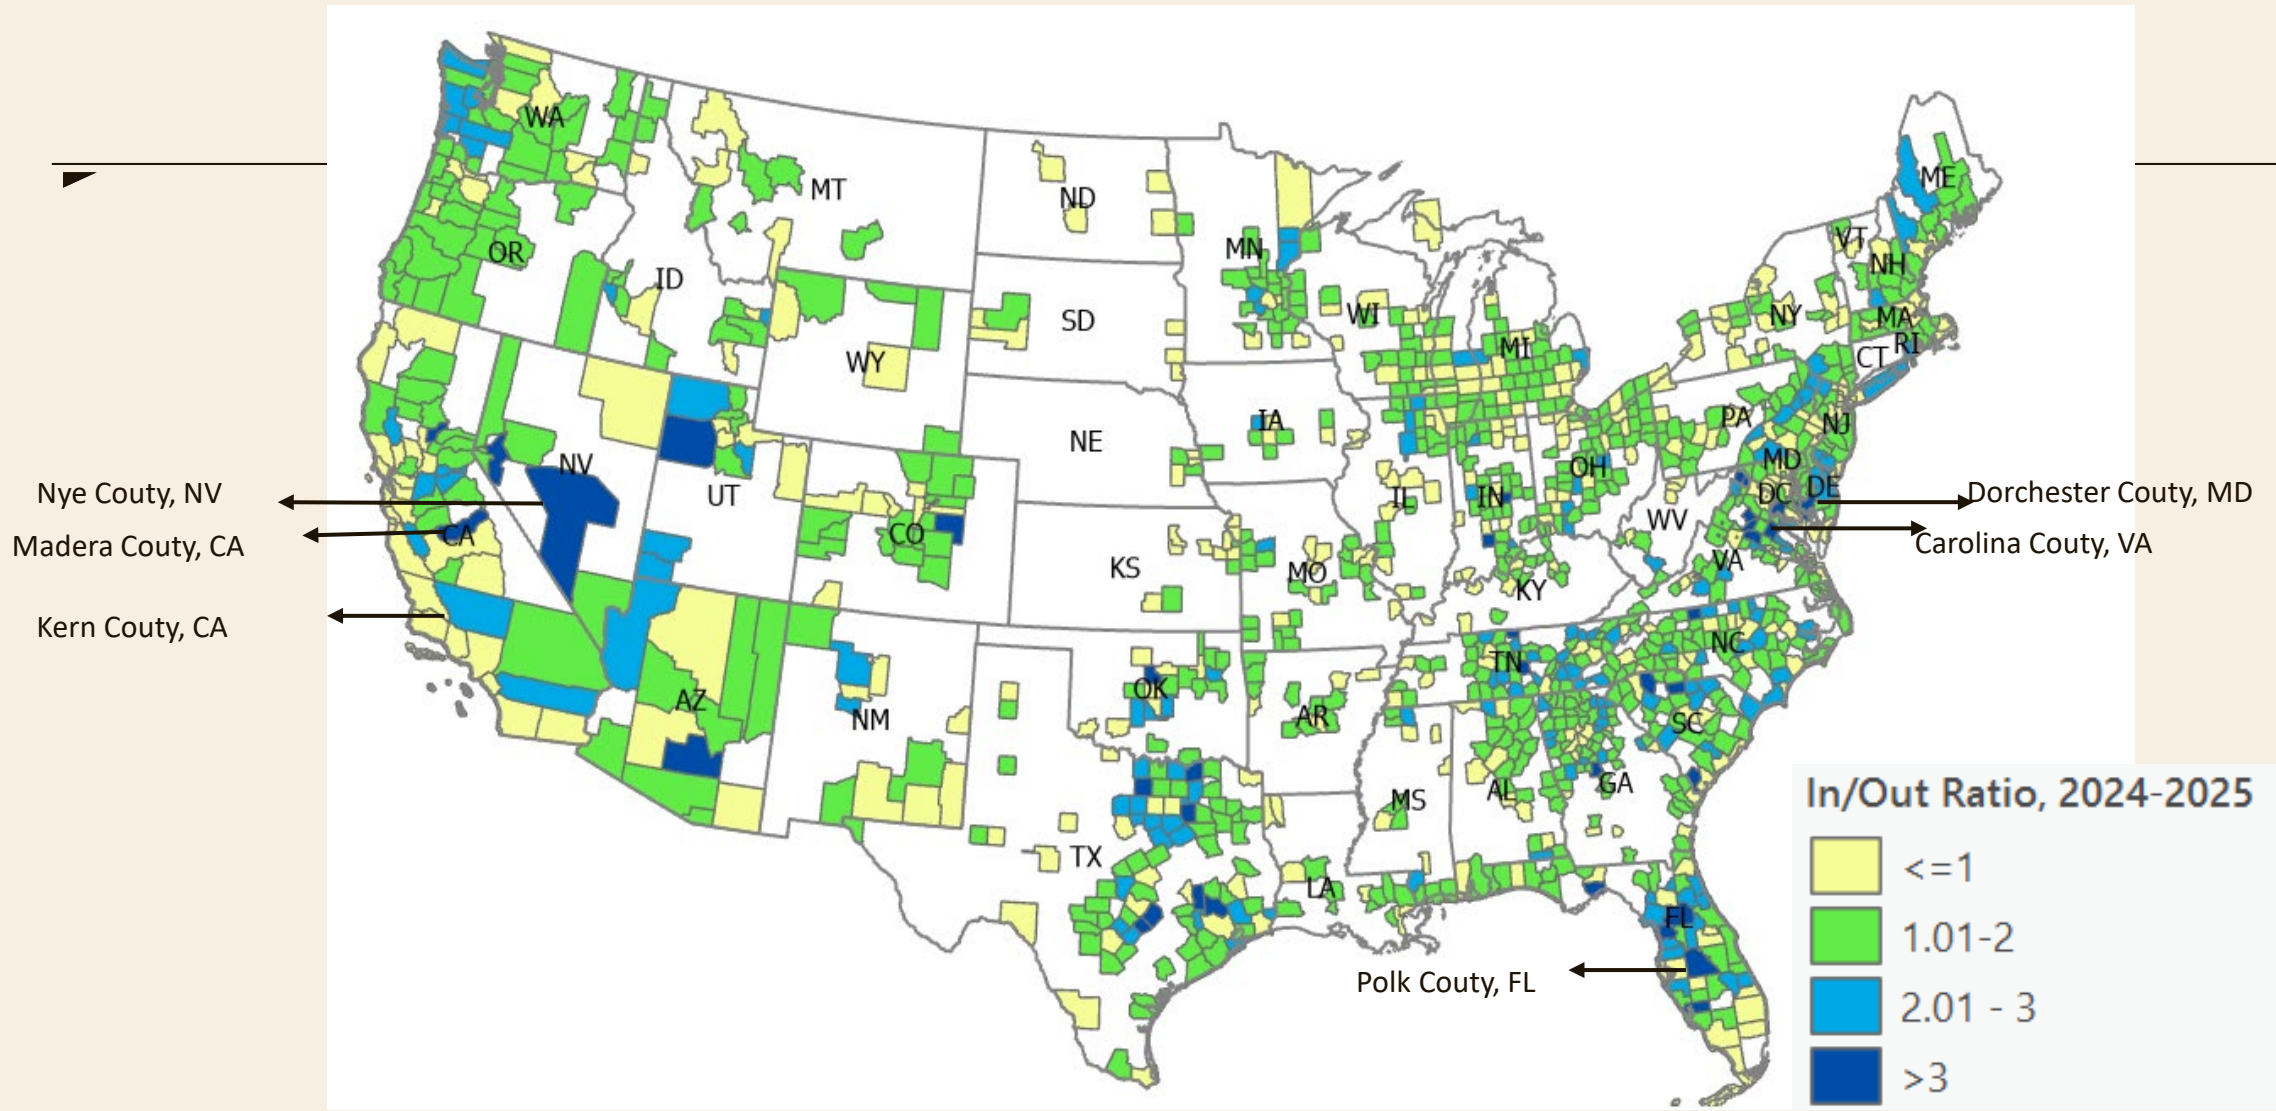 WA
MT
ND
MN
ME
VT
NH
OR
ID
SD
WI
MI
NY
MA
RI
CT
WY
NE
IA
PA
NJ
NV
UT
CO
IL
IN
OH
MD
DC
DE
WV
VA
CA
KS
MO
KY
NC
TN
OK
AR
SC
AZ
NM
MS
AL
GA
TX
LA
FL
Nye Couty, NV
Madera Couty, CA
Kern Couty, CA
Dorchester Couty, MD
Carolina Couty, VA
Polk Couty, FL
In/Out Ratio, 2024-2025
<=1
1.01-2
2.01 - 3
>3